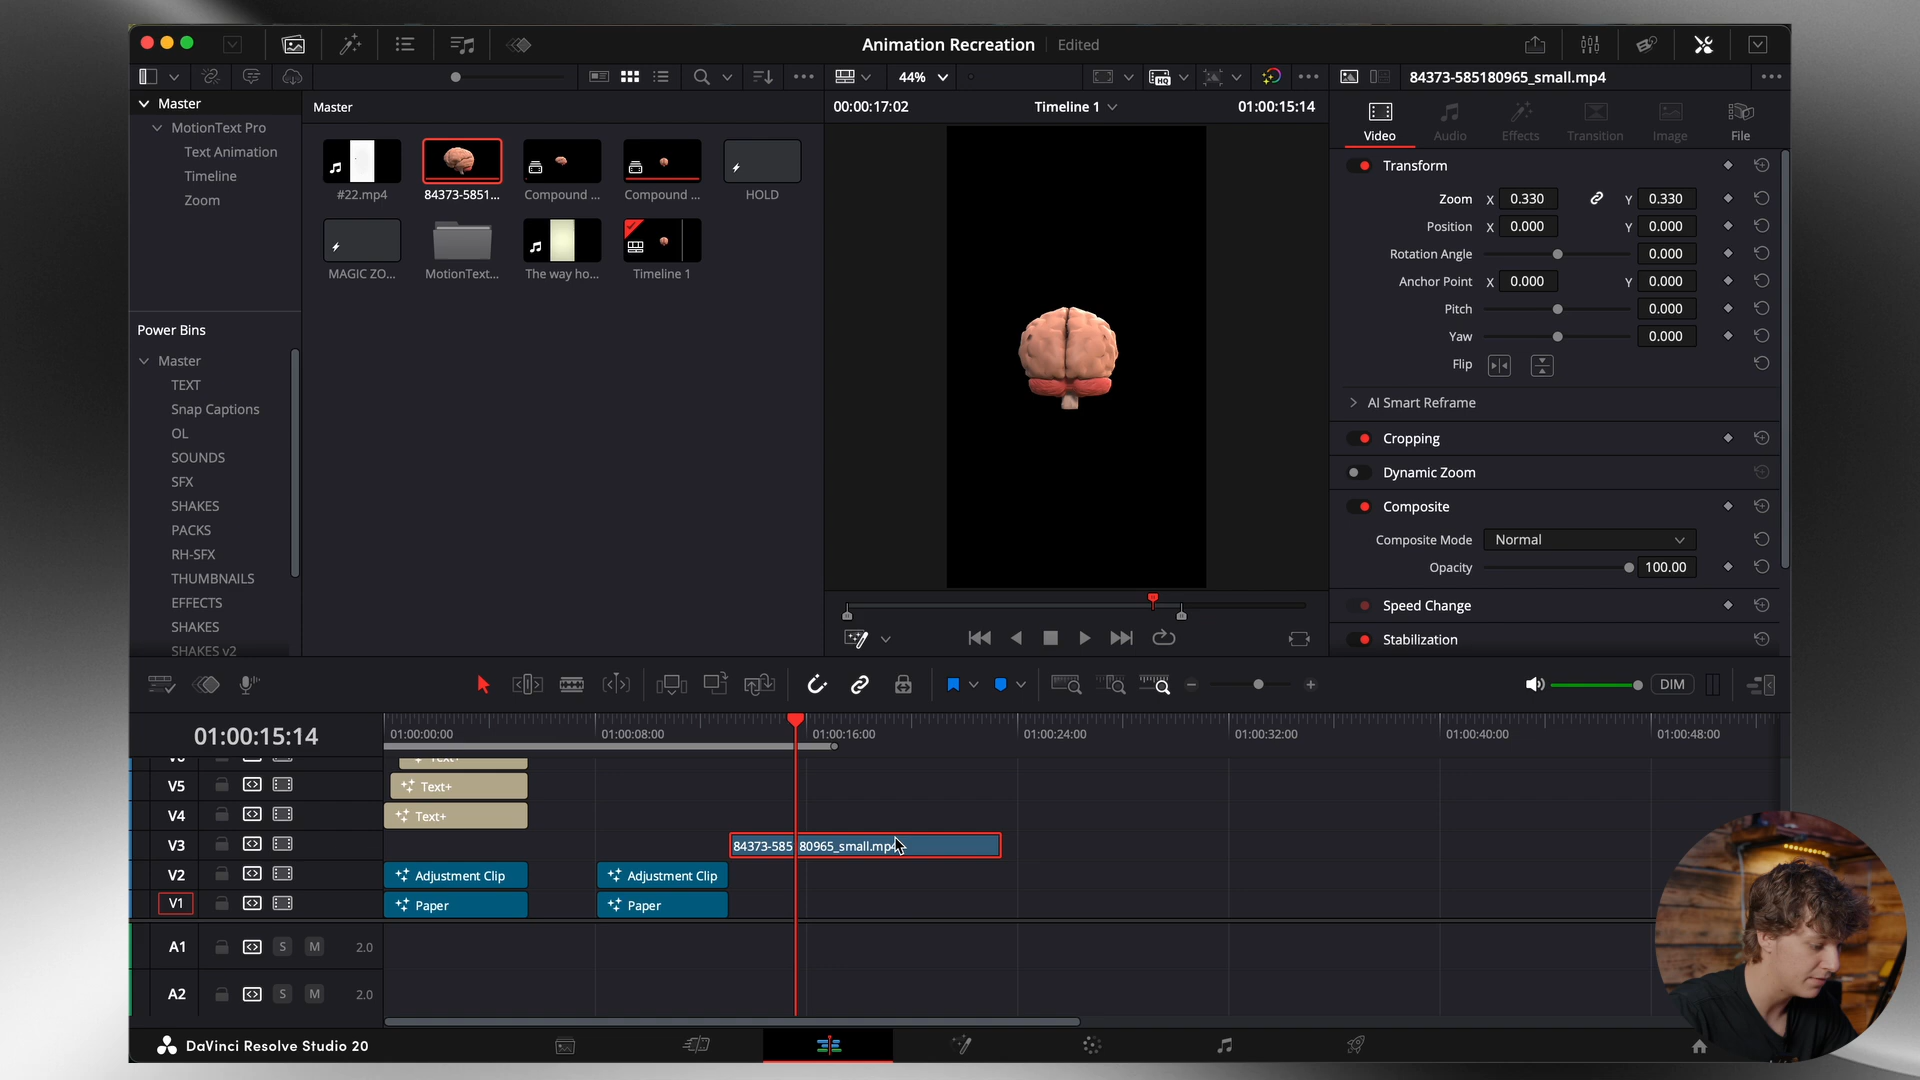 Animation Recreation Edited
44%
84373-585180965_small.mp4
Master
Master
00:00:17:02
Timeline 1
01:00:15:14
MotionText Pro
Text Animation
Timeline
Zoom
#22.mp4
84373-5851...
Compound ...
Compound ...
HOLD
MAGIC ZO...
MotionText...
The way ho...
Timeline 1
Power Bins
Master
TEXT
Snap Captions
OL
SOUNDS
SFX
SHAKES
PACKS
RH-SFX
THUMBNAILS
EFFECTS
SHAKES
SHAKES v2
HQ
Video
Audio
Effects
Transition
Image
File
Transform
Zoom X 0.330 Y 0.330
Position X 0.000 Y 0.000
Rotation Angle 0.000
Anchor Point X 0.000 Y 0.000
Pitch 0.000
Yaw 0.000
Flip
AI Smart Reframe
Cropping
Dynamic Zoom
Composite
Composite Mode Normal
Opacity 100.00
Speed Change
Stabilization
DIM
01:00:15:14
01:00:00:00
01:00:08:00
01:00:16:00
01:00:24:00
01:00:32:00
01:00:40:00
01:00:48:00
V5 Text+
V4 Text+
V3 84373-585180965_small.mp4
V2 Adjustment Clip Adjustment Clip
V1 Paper Paper
A1 S M 2.0
A2 S M 2.0
DaVinci Resolve Studio 20